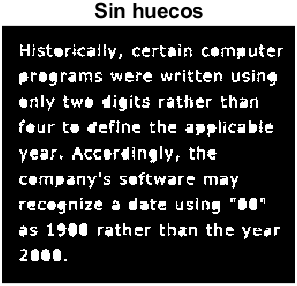 Sin huecos
Historically, certain computer
programs were written using
only two digits rather than
four to define the applicable
year. Accordingly, the
company's software may
recognize a date using "00"
as 1900 rather than the year
2000.